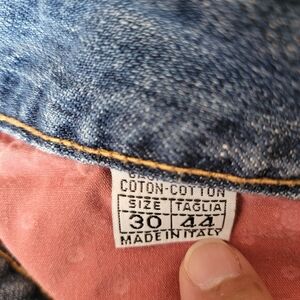 COTON-COTTON
SIZE TAGLIA
30 44
MADE IN ITALY